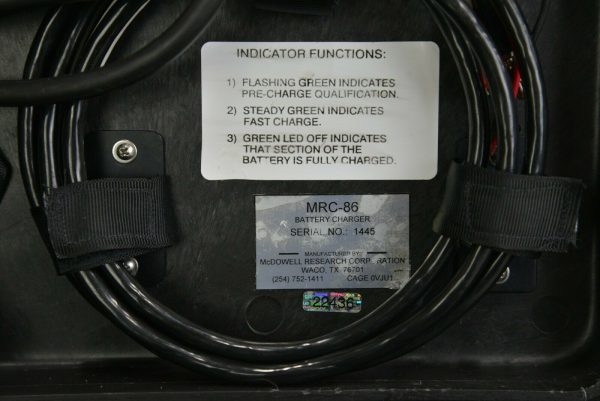 INDICATOR FUNCTIONS:
1) FLASHING GREEN INDICATES
PRE-CHARGE QUALIFICATION.
2) STEADY GREEN INDICATES
FAST CHARGE.
3) GREEN LED OFF INDICATES
THAT SECTION OF THE
BATTERY IS FULLY CHARGED.
MRC-86
BATTERY CHARGER
SERIAL NO.: 1445
MANUFACTURED BY:
McDOWELL RESEARCH CORPORATION
WACO, TX 76701
(254) 752-1411 CAGE 0VJU1
22436